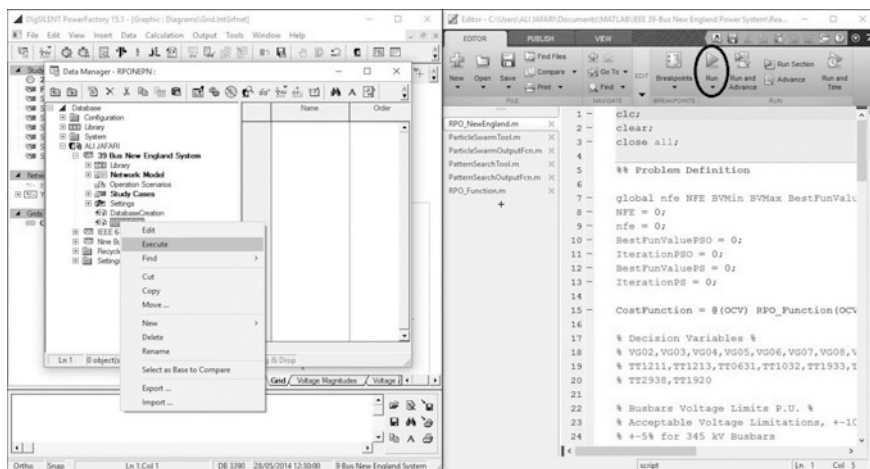 DIgSILENT PowerFactory 15.1 - [Graphic : Diagrams\Grid.IntGrfnet]
File Edit View Insert Data Calculation Output Tools Window Help
Data Manager - RPONEPN :
Name Order
Database
Configuration
Library
System
ALI JAFARI
39 Bus New England System
Library
Network Model
Operation Scenarios
Study Cases
Settings
DatabaseCreation
IEEE 6
Nine Bu
Recycl
Settings
Edit
Execute
Find
Cut
Copy
Move ...
New
Delete
Rename
Select as Base to Compare
Export ...
Import ...
Ln 1 0 object(s
g & Drop
Grid Voltage Magnitudes Voltage
Ortho Snap Ln 1,Col 1 DB 3390 28/05/2014 12:30:00 39 Bus New England System
Editor - C:\Users\ALI JAFARI\Documents\MATLAB\IEEE 39-Bus New England Power System\Rea...
EDITOR PUBLISH VIEW
New Open Save
Find Files
Compare
Print
Go To
Find
EDIT
Breakpoints
Run
Run and Advance
Run Section
Advance
Run and Time
FILE NAVIGATE BREAKPOINTS RUN
RPO_NewEngland.m
ParticleSwarmTool.m
ParticleSwarmOutputFcn.m
PatternSearchTool.m
PatternSearchOutputFcn.m
RPO_Function.m
+
1 - clc;
2 - clear;
3 - close all;
4
5 %% Problem Definition
6
7 - global nfe NFE BVMin BVMax BestFunValu
8 - NFE = 0;
9 - nfe = 0;
10 - BestFunValuePSO = 0;
11 - IterationPSO = 0;
12 - BestFunValuePS = 0;
13 - IterationPS = 0;
14
15 - CostFunction = @(OCV) RPO_Function(OCV
16
17 % Decision Variables %
18 % VG02,VG03,VG04,VG05,VG06,VG07,VG08,V
19 % TT1211,TT1213,TT0631,TT1032,TT1933,T
20 % TT2938,TT1920
21
22 % Busbars Voltage Limits P.U. %
23 % Acceptable Voltage Limitations, +-10
24 % +-5% for 345 kV Busbars
script Ln 1 Col 5